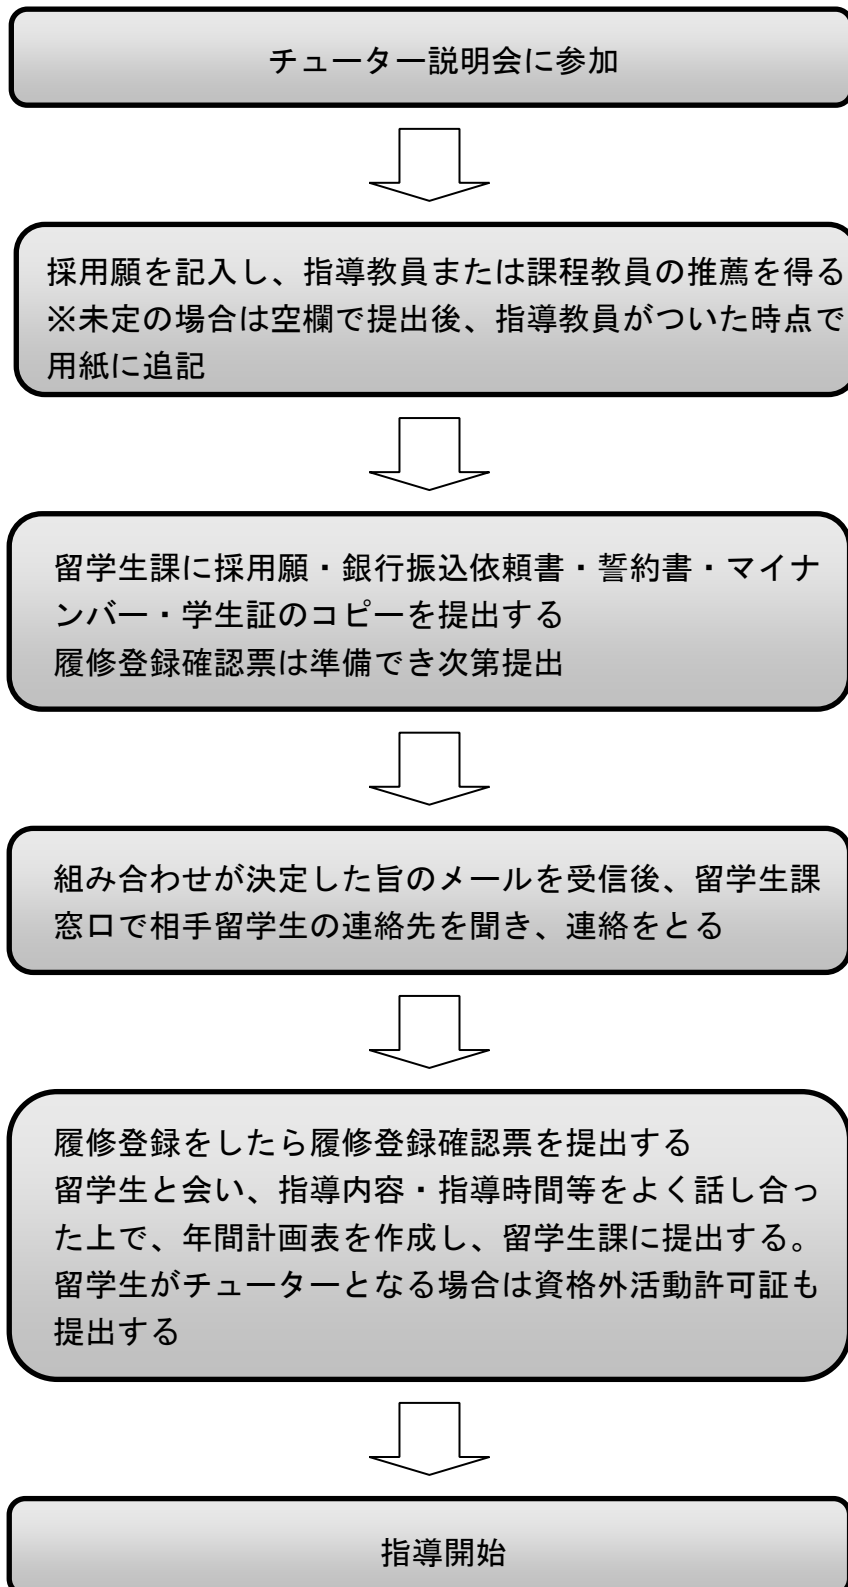 チューター説明会に参加
採用願を記入し、指導教員または課程教員の推薦を得る
※未定の場合は空欄で提出後、指導教員がついた時点で
用紙に追記
留学生課に採用願・銀行振込依頼書・誓約書・マイナ
ンバー・学生証のコピーを提出する
履修登録確認票は準備でき次第提出
組み合わせが決定した旨のメールを受信後、留学生課
窓口で相手留学生の連絡先を聞き、連絡をとる
履修登録をしたら履修登録確認票を提出する
留学生と会い、指導内容・指導時間等をよく話し合っ
た上で、年間計画表を作成し、留学生課に提出する。
留学生がチューターとなる場合は資格外活動許可証も
提出する
指導開始